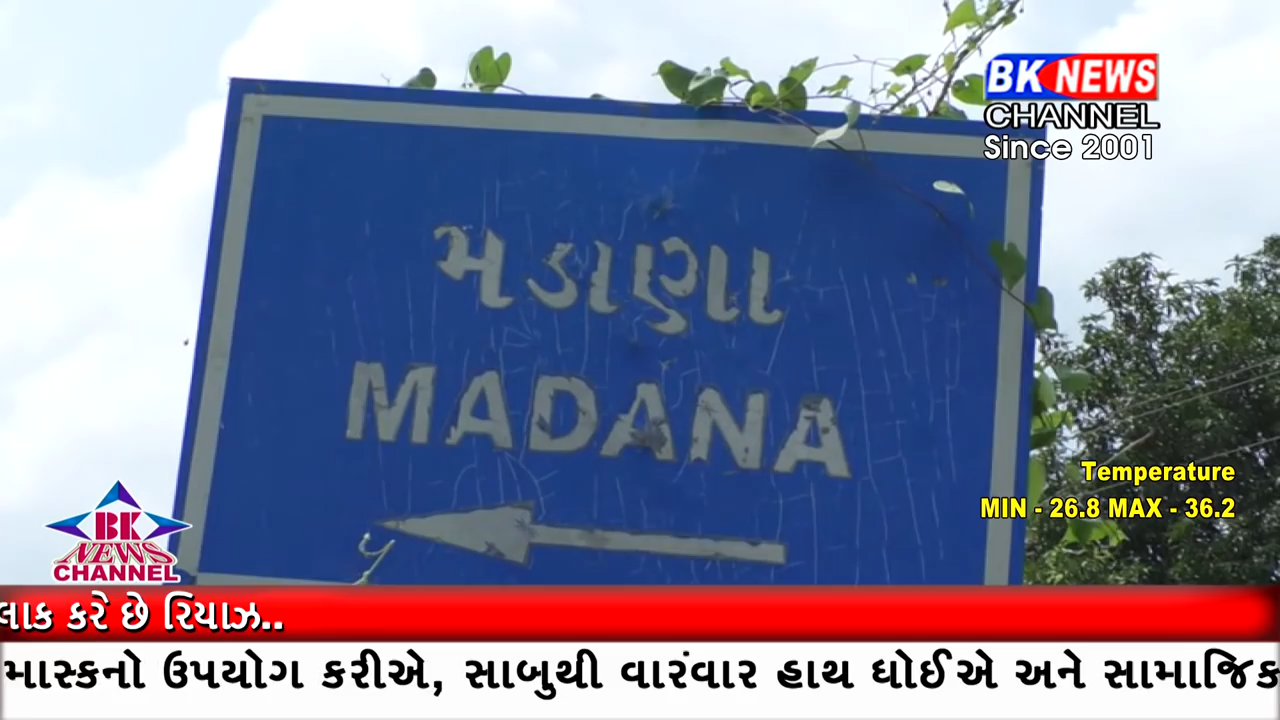 BK NEWS
CHANNEL
Since 2001
મડાણા
MADANA
Temperature
MIN - 26.8 MAX - 36.2
BK
NEWS
CHANNEL
લાક કરે છે રિયાઝ..
માસ્કનો ઉપયોગ કરીએ, સાબુથી વારંવાર હાથ ધોઈએ અને સામાજિક